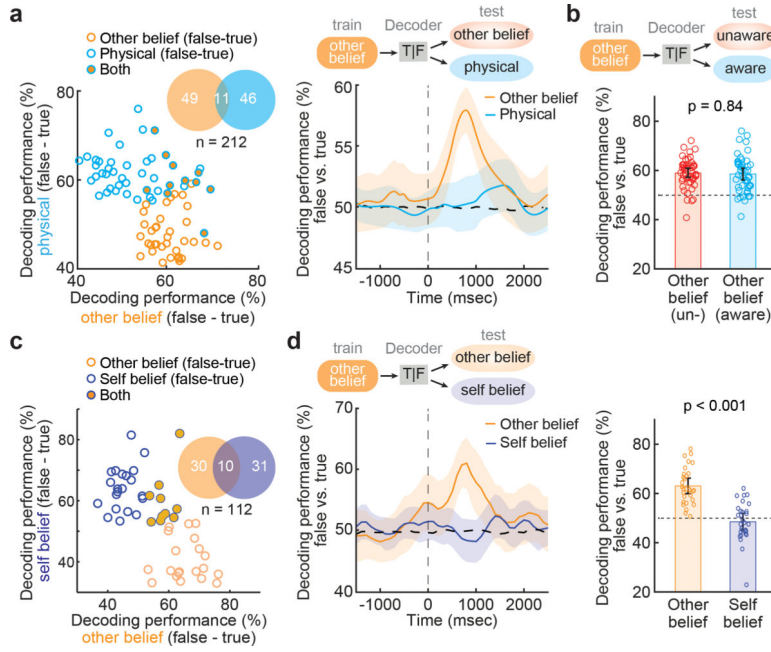 a
Other belief (false-true)
Physical (false-true)
Both
49 11 46
n = 212
80
60
40
40 60 80
Decoding performance (%)
physical (false - true)
Decoding performance (%)
other belief (false - true)
train
Decoder
test
other
belief
T|F
other belief
physical
Other belief
Physical
60
55
50
45
Decoding performance (%)
false vs. true
-1000 0 1000 2000
Time (msec)
b
train
Decoder
test
other
belief
T|F
unaware
aware
p = 0.84
80
60
40
20
Decoding performance (%)
false vs. true
Other
belief
(un-)
Other
belief
(aware)
c
Other belief (false-true)
Self belief (false-true)
Both
30 10 31
n = 112
80
60
40
40 60 80
Decoding performance (%)
self belief (false - true)
Decoding performance (%)
other belief (false - true)
d
train
Decoder
test
other
belief
T|F
other belief
self belief
Other belief
Self belief
70
60
50
40
Decoding performance (%)
false vs. true
-1000 0 1000 2000
Time (msec)
p < 0.001
80
60
40
20
Decoding performance (%)
false vs. true
Other
belief
Self
belief